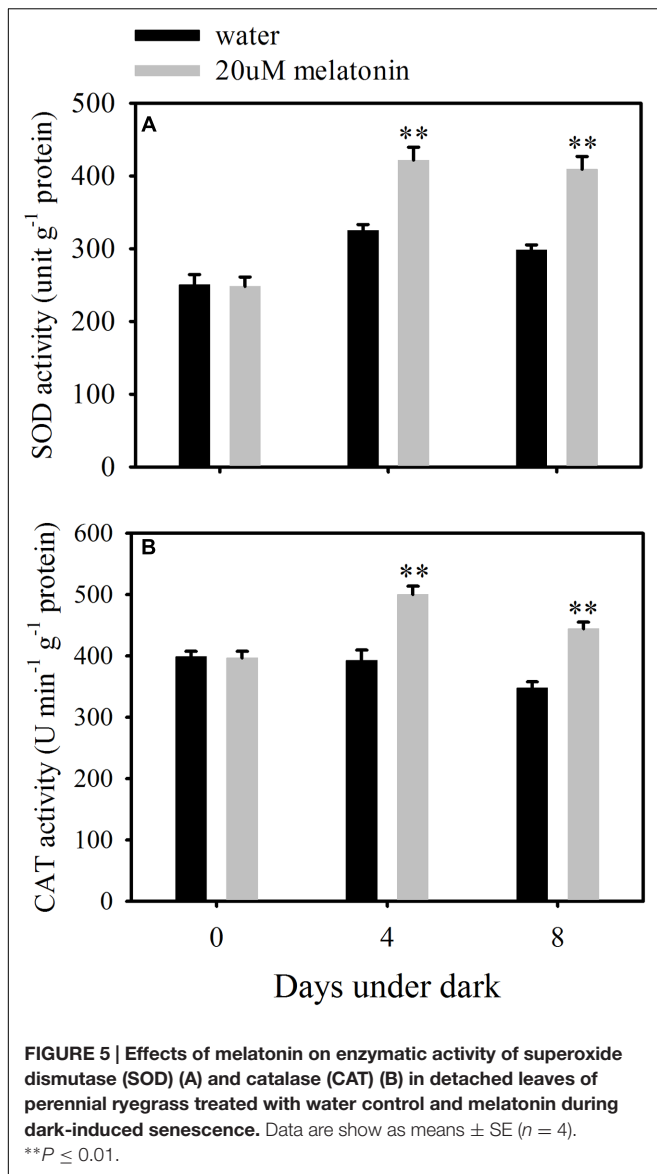 water
20uM melatonin
500
A
**
**
400
300
200
100
0
SOD activity (unit g⁻¹ protein)
600
B
**
**
500
400
300
200
100
0
CAT activity (U min⁻¹ g⁻¹ protein)
0 4 8
Days under dark
FIGURE 5 | Effects of melatonin on enzymatic activity of superoxide
dismutase (SOD) (A) and catalase (CAT) (B) in detached leaves of
perennial ryegrass treated with water control and melatonin during
dark-induced senescence. Data are show as means ± SE (n = 4).
**P ≤ 0.01.